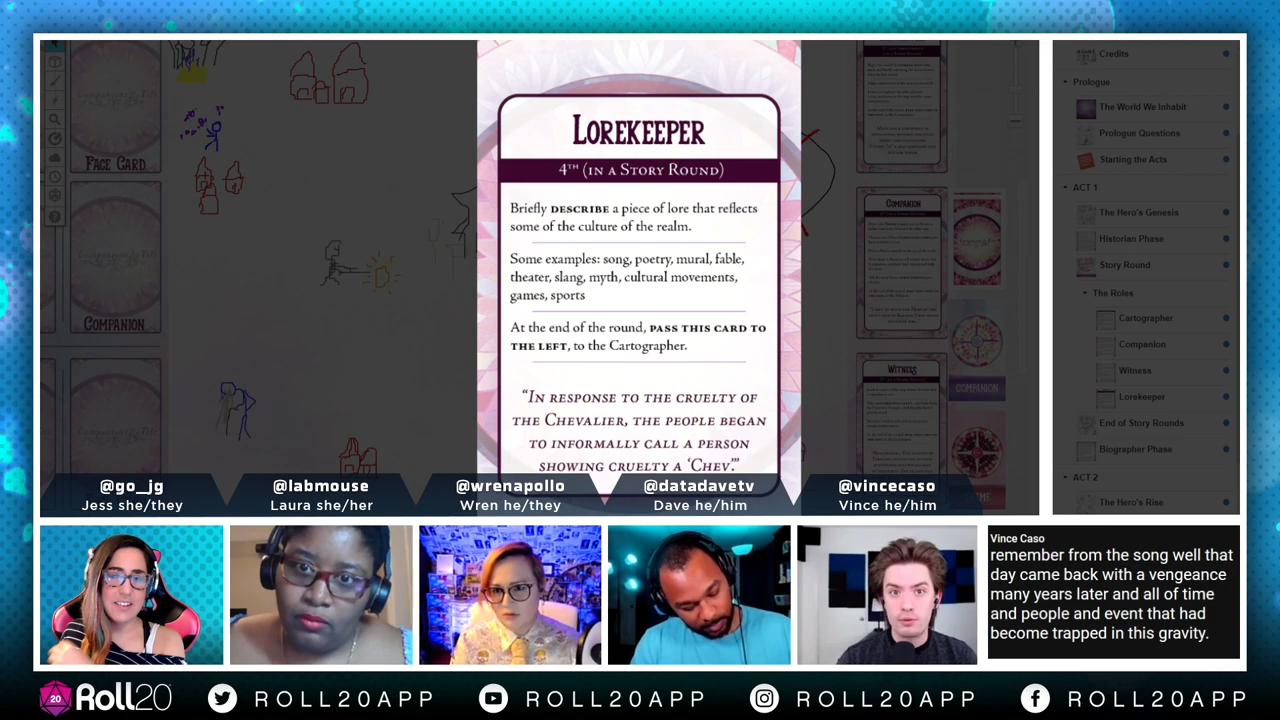 LOREKEEPER
4TH (IN A STORY ROUND)
Briefly DESCRIBE a piece of lore that reflects
some of the culture of the realm.
Some examples: song, poetry, mural, fable,
theater, slang, myth, cultural movements,
games, sports
At the end of the round, PASS THIS CARD TO
THE LEFT, to the Cartographer.
“IN RESPONSE TO THE CRUELTY OF
THE CHEVALIER, THE PEOPLE BEGAN
TO INFORMALLY CALL A PERSON
SHOWING CRUELTY A ‘CHEV.’”
FACE CARD
COMPANION
COMPANION
WITNESS
COMPANION
Credits
Prologue
The World We Inhabit
Prologue Questions
Starting the Acts
ACT 1
The Hero's Genesis
Historian Phase
Story Round
The Roles
Cartographer
Companion
Witness
Lorekeeper
End of Story Rounds
Biographer Phase
ACT 2
The Hero's Rise
@go_jg
Jess she/they
@labmouse
Laura she/her
@wrenapollo
Wren he/they
@datadavetv
Dave he/him
@vincecaso
Vince he/him
Vince Caso
remember from the song well that
day came back with a vengeance
many years later and all of time
and people and event that had
become trapped in this gravity.
20
Roll20
ROLL20APP
ROLL20APP
ROLL20APP
ROLL20APP